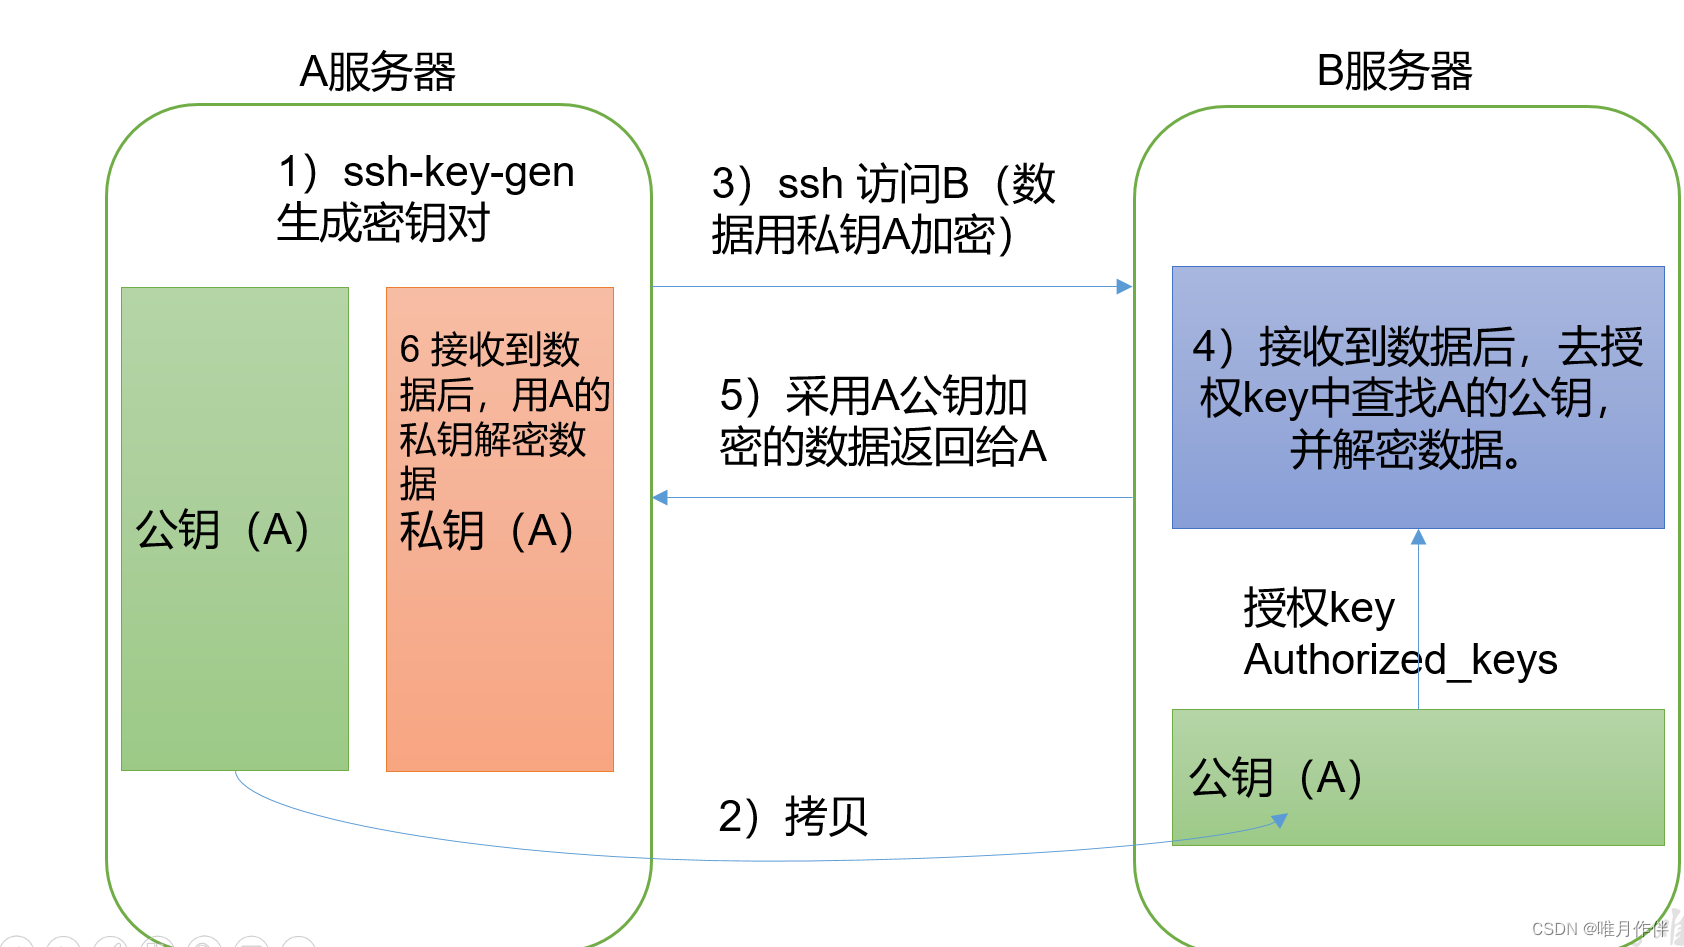 A服务器
B服务器
1）ssh-key-gen
生成密钥对
3）ssh 访问B（数
据用私钥A加密）
6 接收到数
据后，用A的
私钥解密数
据
私钥（A）
公钥（A）
5）采用A公钥加
密的数据返回给A
4）接收到数据后，去授
权key中查找A的公钥，
并解密数据。
授权key
Authorized_keys
公钥（A）
2）拷贝
CSDN @唯月作伴